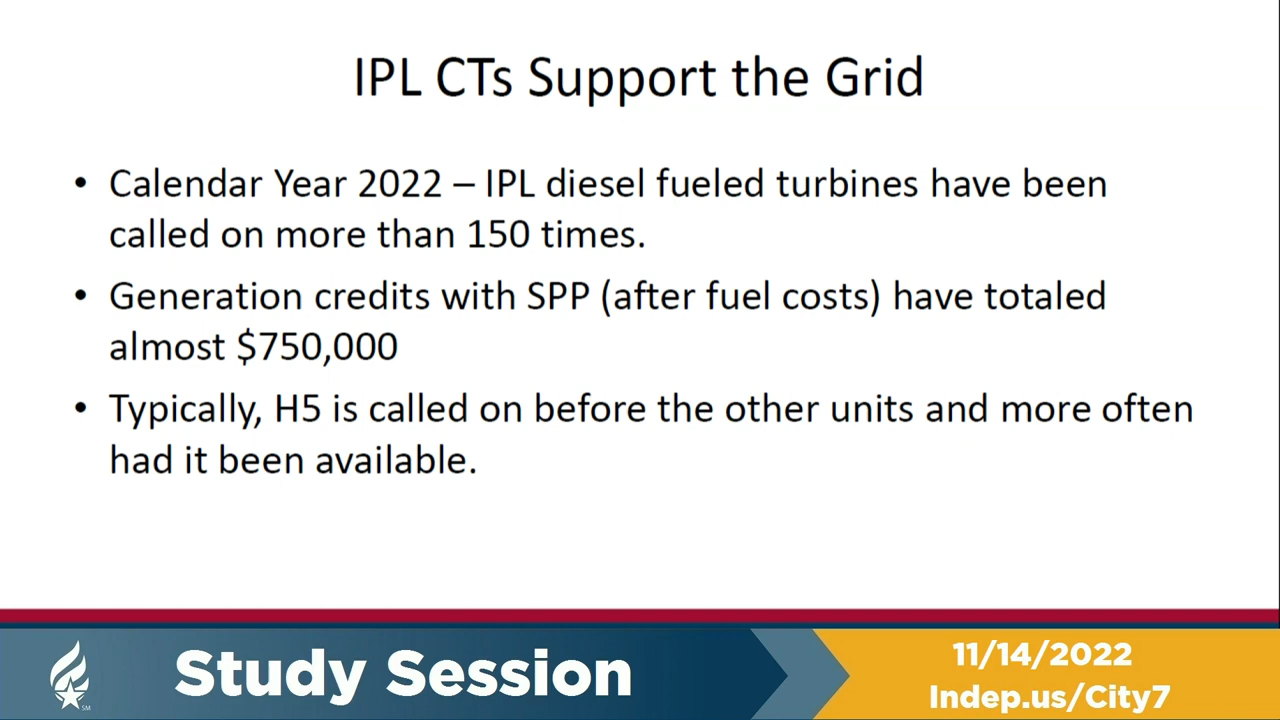 IPL CTs Support the Grid
• Calendar Year 2022 – IPL diesel fueled turbines have been
called on more than 150 times.
• Generation credits with SPP (after fuel costs) have totaled
almost $750,000
• Typically, H5 is called on before the other units and more often
had it been available.
Study Session
SM
11/14/2022
Indep.us/City7